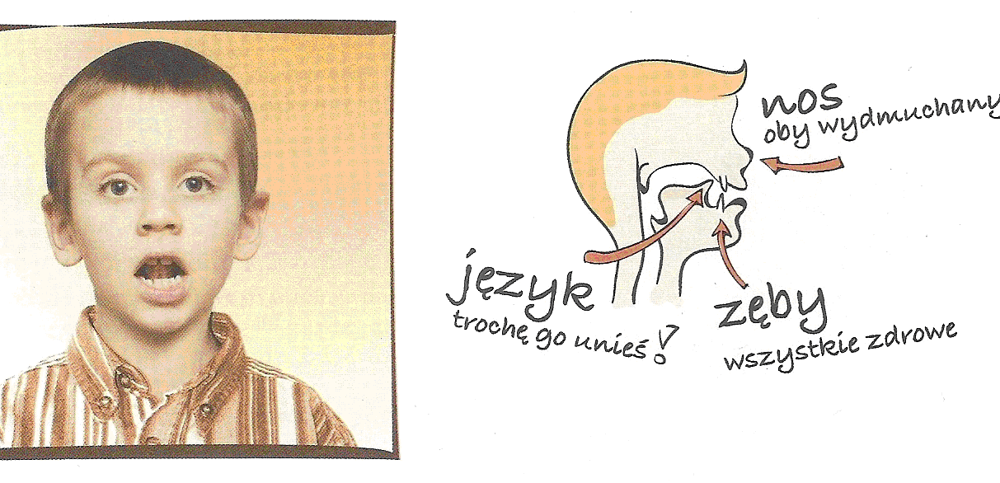 nos
oby wydmuchany
język
trochę go unieś!
zęby
wszystkie zdrowe